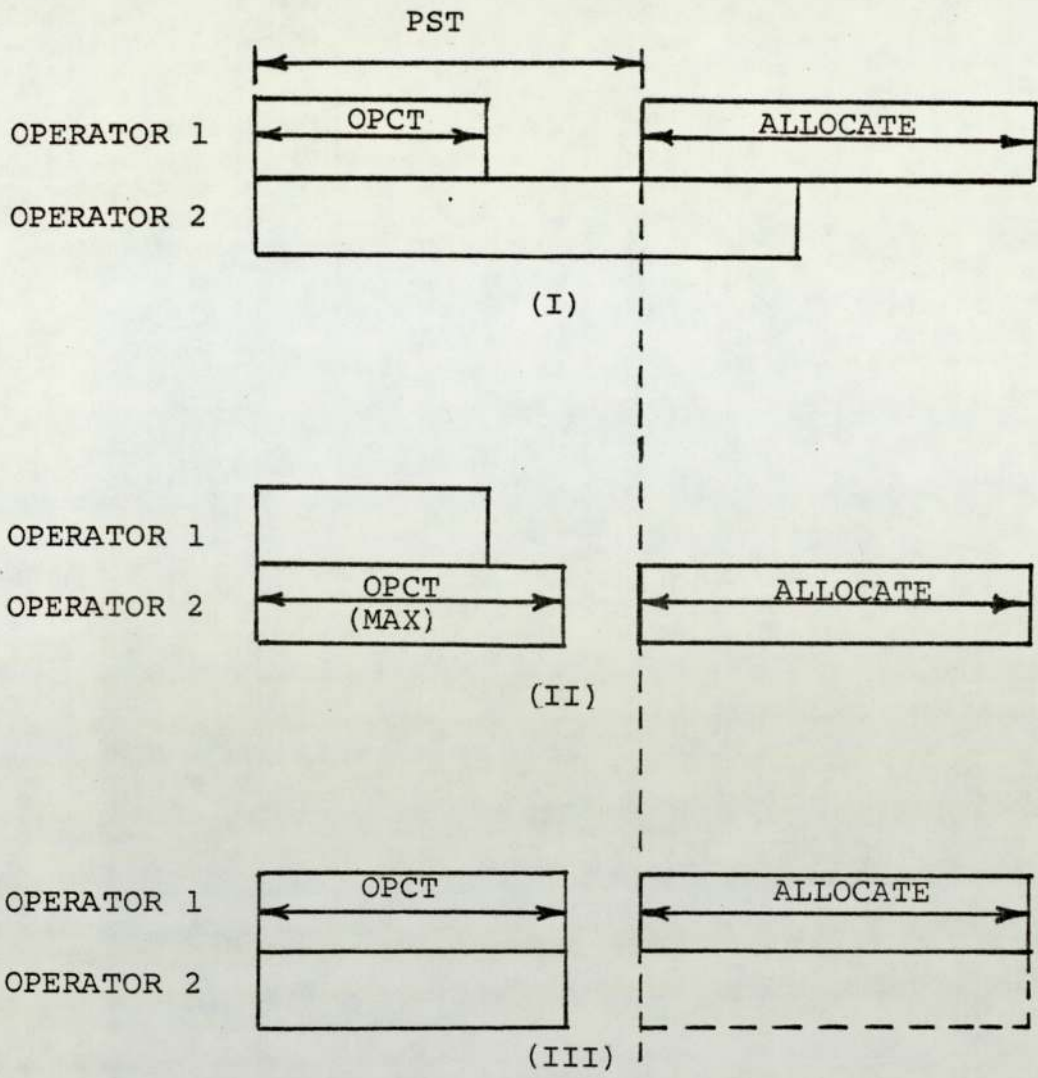 PST
OPERATOR 1
OPCT
ALLOCATE
OPERATOR 2
(I)
OPERATOR 1
OPERATOR 2
OPCT
(MAX)
ALLOCATE
(II)
OPERATOR 1
OPCT
ALLOCATE
OPERATOR 2
(III)